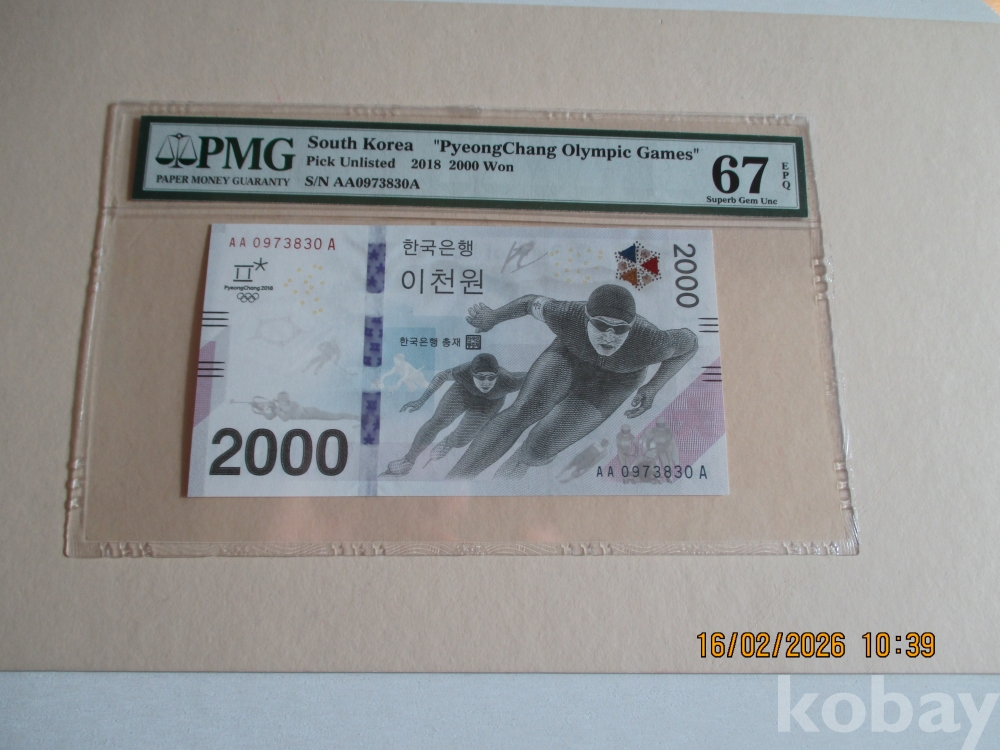 PMG
PAPER MONEY GUARANTY
South Korea "PyeongChang Olympic Games"
Pick Unlisted 2018 2000 Won
S/N AA0973830A
67
EPQ
Superb Gem Unc
AA 0973830 A
한국은행
이천원
2000
PyeongChang 2018
한국은행 총재
2000
AA 0973830 A
16/02/2026 10:39
kobay